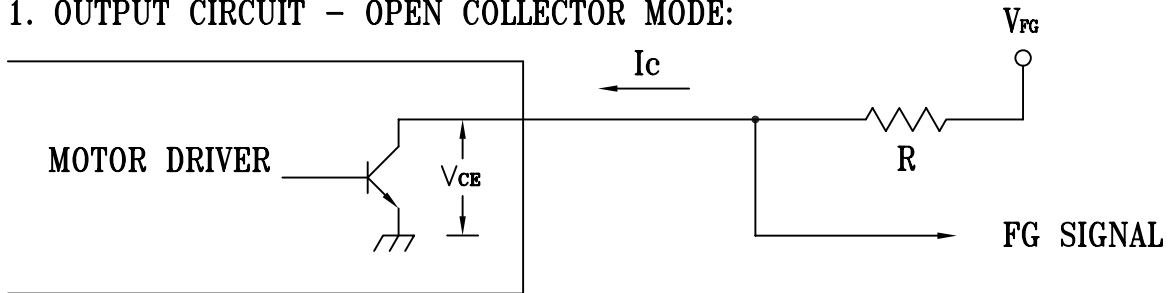 1. OUTPUT CIRCUIT – OPEN COLLECTOR MODE:
VFG
Ic
MOTOR DRIVER
VCE
R
FG SIGNAL